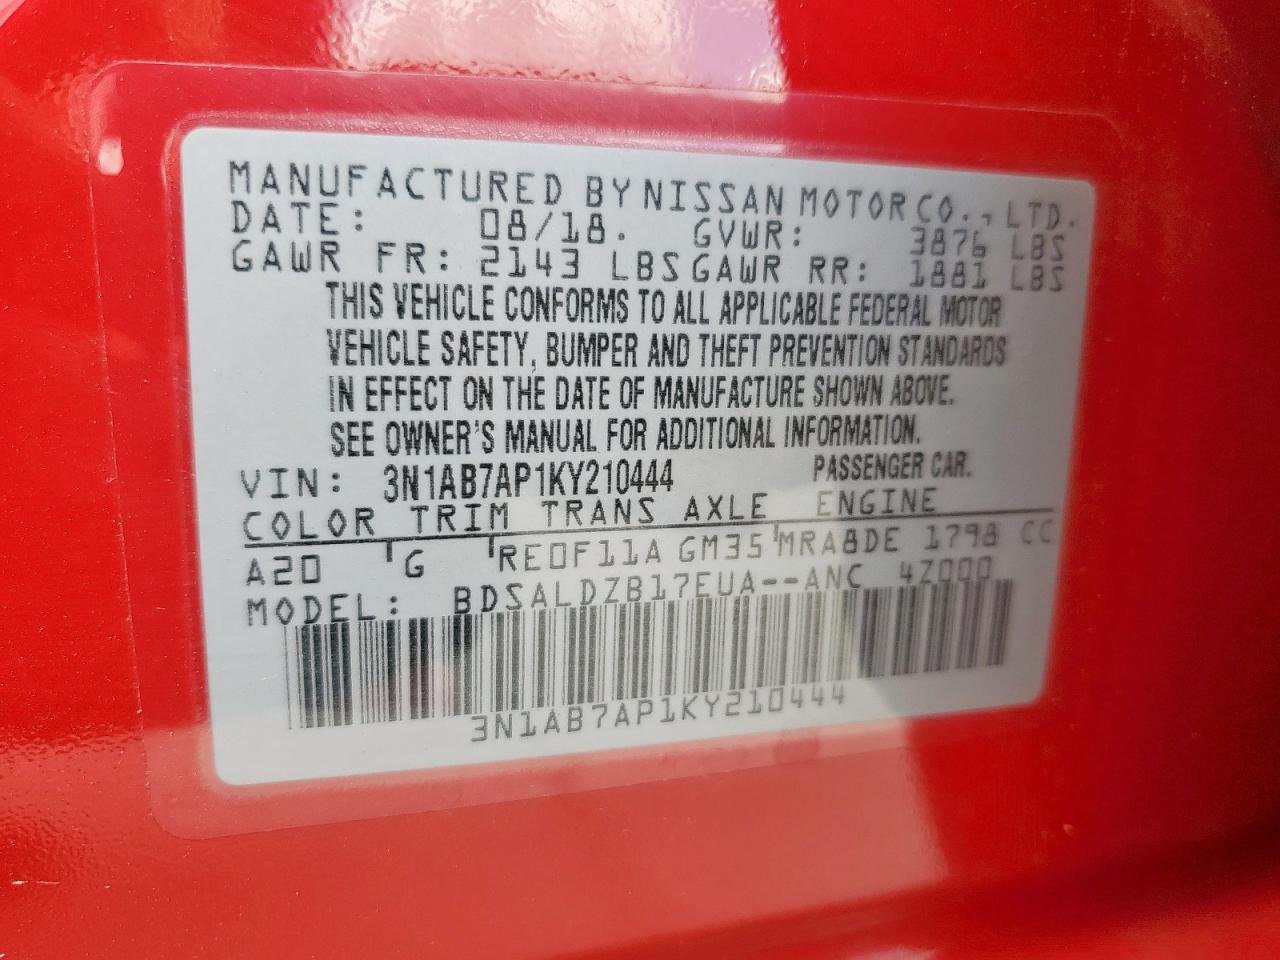 MANUFACTURED BY NISSAN MOTOR CO., LTD.
DATE: 08/18. GVWR: 3876 LBS
GAWR FR: 2143 LBS GAWR RR: 1881 LBS
THIS VEHICLE CONFORMS TO ALL APPLICABLE FEDERAL MOTOR
VEHICLE SAFETY, BUMPER AND THEFT PREVENTION STANDARDS
IN EFFECT ON THE DATE OF MANUFACTURE SHOWN ABOVE.
SEE OWNER'S MANUAL FOR ADDITIONAL INFORMATION.
VIN: 3N1AB7AP1KY210444 PASSENGER CAR.
COLOR TRIM TRANS AXLE ENGINE
A20 G RE0F11A GM35 MRA8DE 1798 CC
MODEL: BDSALDZB17EUA--ANC 4Z000
3N1AB7AP1KY210444